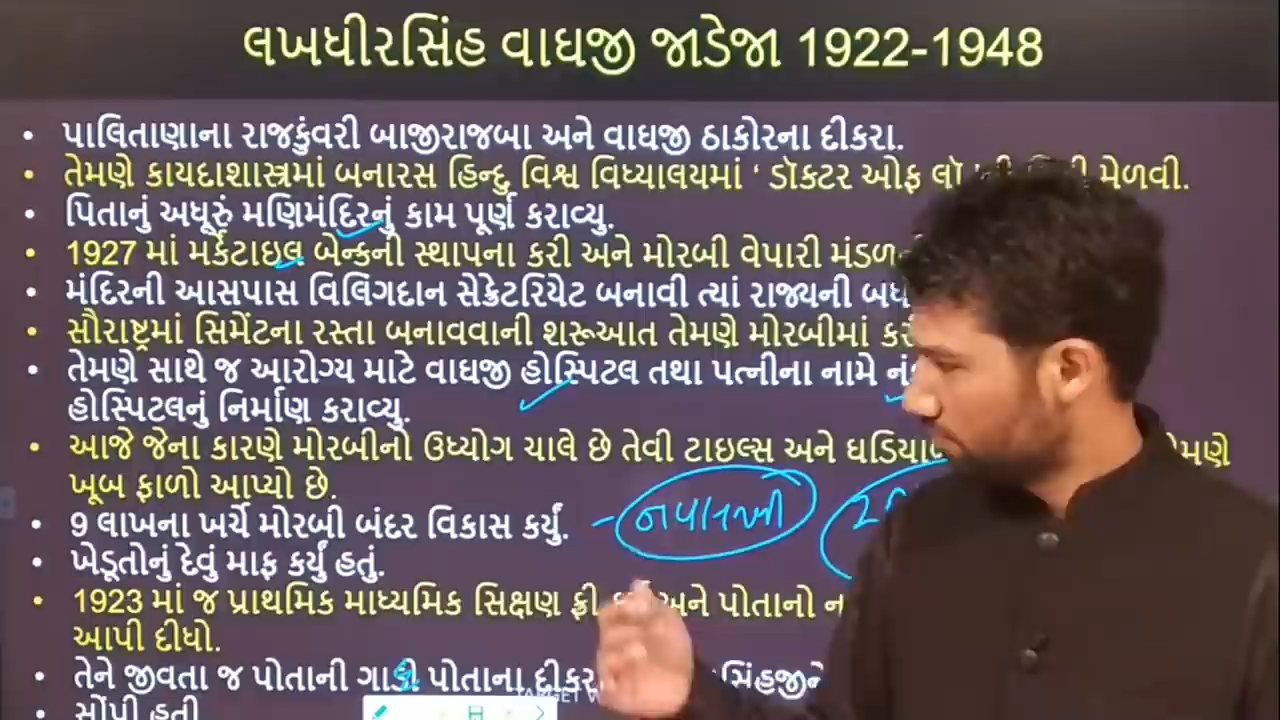 લખધીરસિંહ વાઘજી જાડેજા 1922-1948
• પાલિતાણાના રાજકુંવરી બાજીરાજબા અને વાઘજી ઠાકોરના દીકરા.
• તેમણે કાયદાશાસ્ત્રમાં બનારસ હિન્દુ વિશ્વ વિધ્યાલયમાં ‘ ડૉકટર ઓફ લૉ મેળવી.
• પિતાનું અધૂરું મણિમંદિરનું કામ પૂર્ણ કરાવ્યુ.
• 1927 માં મર્કેટાઇલ બેન્કની સ્થાપના કરી અને મોરબી વેપારી મંડળ
• મંદિરની આસપાસ વિલિંગદાન સેક્રેટરિયેટ બનાવી ત્યાં રાજ્યની
• સૌરાષ્ટ્રમાં સિમેંટના રસ્તા બનાવવાની શરૂઆત તેમણે મોરબીમાં
• તેમણે સાથે જ આરોગ્ય માટે વાઘજી હોસ્પિટલ તથા પત્નીના નામે
હોસ્પિટલનું નિર્માણ કરાવ્યુ.
• આજે જેના કારણે મોરબીનો ઉધ્યોગ ચાલે છે તેવી ટાઇલ્સ અને
ખૂબ ફાળો આપ્યો છે.
• 9 લાખના ખર્ચે મોરબી બંદર વિકાસ કર્યું. - નવલખી
• ખેડૂતોનું દેવું માફ કર્યું હતું.
• 1923 માં જ પ્રાથમિક માધ્યમિક સિક્ષણ ફ્રી અને પોતાનો
આપી દીધો.
• તેને જીવતા જ પોતાની ગાદી પોતાના
સોંપી હતી